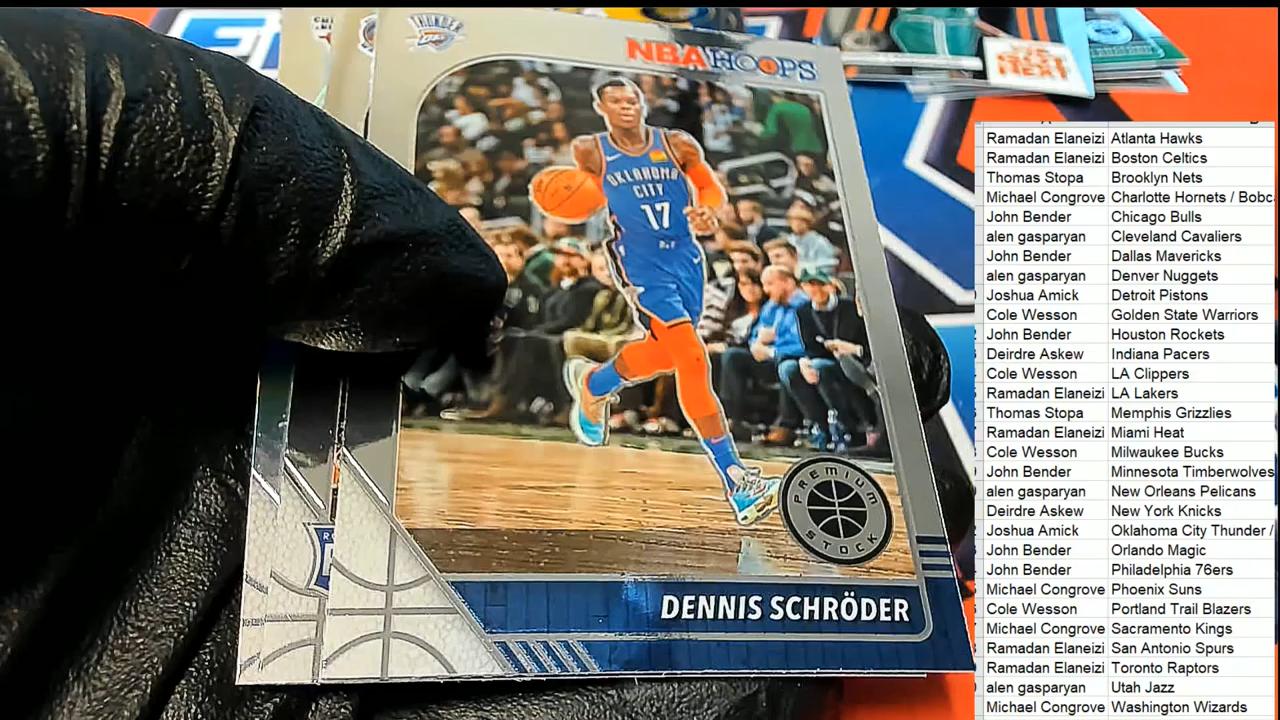 THUNDER
OKC
NBA HOOPS
OKLAHOMA
CITY
17
PREMIUM
STOCK
DENNIS SCHRÖDER
Ramadan Elaneizi Atlanta Hawks
Ramadan Elaneizi Boston Celtics
Thomas Stopa Brooklyn Nets
Michael Congrove Charlotte Hornets / Bobc
John Bender Chicago Bulls
alen gasparyan Cleveland Cavaliers
John Bender Dallas Mavericks
alen gasparyan Denver Nuggets
Joshua Amick Detroit Pistons
Cole Wesson Golden State Warriors
John Bender Houston Rockets
Deirdre Askew Indiana Pacers
Cole Wesson LA Clippers
Ramadan Elaneizi LA Lakers
Thomas Stopa Memphis Grizzlies
Ramadan Elaneizi Miami Heat
Cole Wesson Milwaukee Bucks
John Bender Minnesota Timberwolves
alen gasparyan New Orleans Pelicans
Deirdre Askew New York Knicks
Joshua Amick Oklahoma City Thunder /
John Bender Orlando Magic
John Bender Philadelphia 76ers
Michael Congrove Phoenix Suns
Cole Wesson Portland Trail Blazers
Michael Congrove Sacramento Kings
Ramadan Elaneizi San Antonio Spurs
Ramadan Elaneizi Toronto Raptors
alen gasparyan Utah Jazz
Michael Congrove Washington Wizards